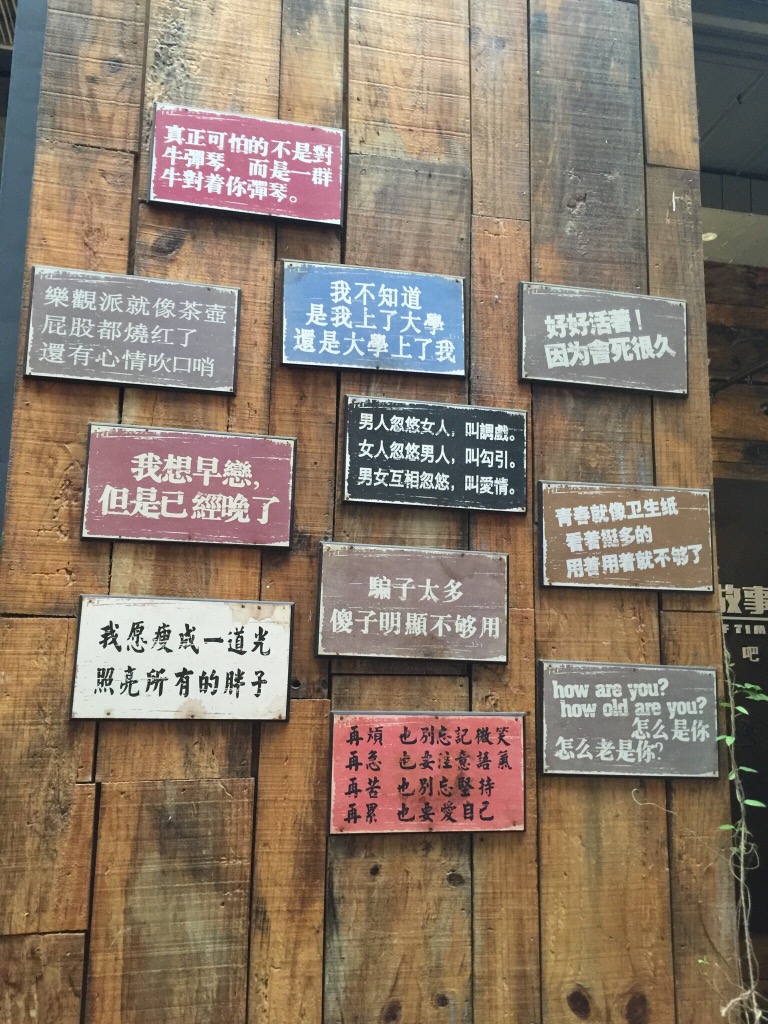 真正可怕的不是對
牛彈琴、而是一群
牛對着你彈琴。
樂觀派就像茶壺
屁股都燒红了
還有心情吹口哨
我不知道
是我上了大學
還是大學上了我
好好活著！
因为會死很久
男人忽悠女人，叫調戲。
女人忽悠男人，叫勾引。
男女互相忽悠，叫愛情。
我想早戀，
但是已經晚了
青春就像卫生纸
看着挺多的
用着用着就不够了
騙子太多
傻子明顯不够用
我愿瘦成一道光
照亮所有的胖子
how are you?
how old are you?
怎么是你
怎么老是你?
再煩 也别忘記微笑
再急 也要注意語氣
再苦 也别忘堅持
再累 也要愛自己
故事
F TIM
吧